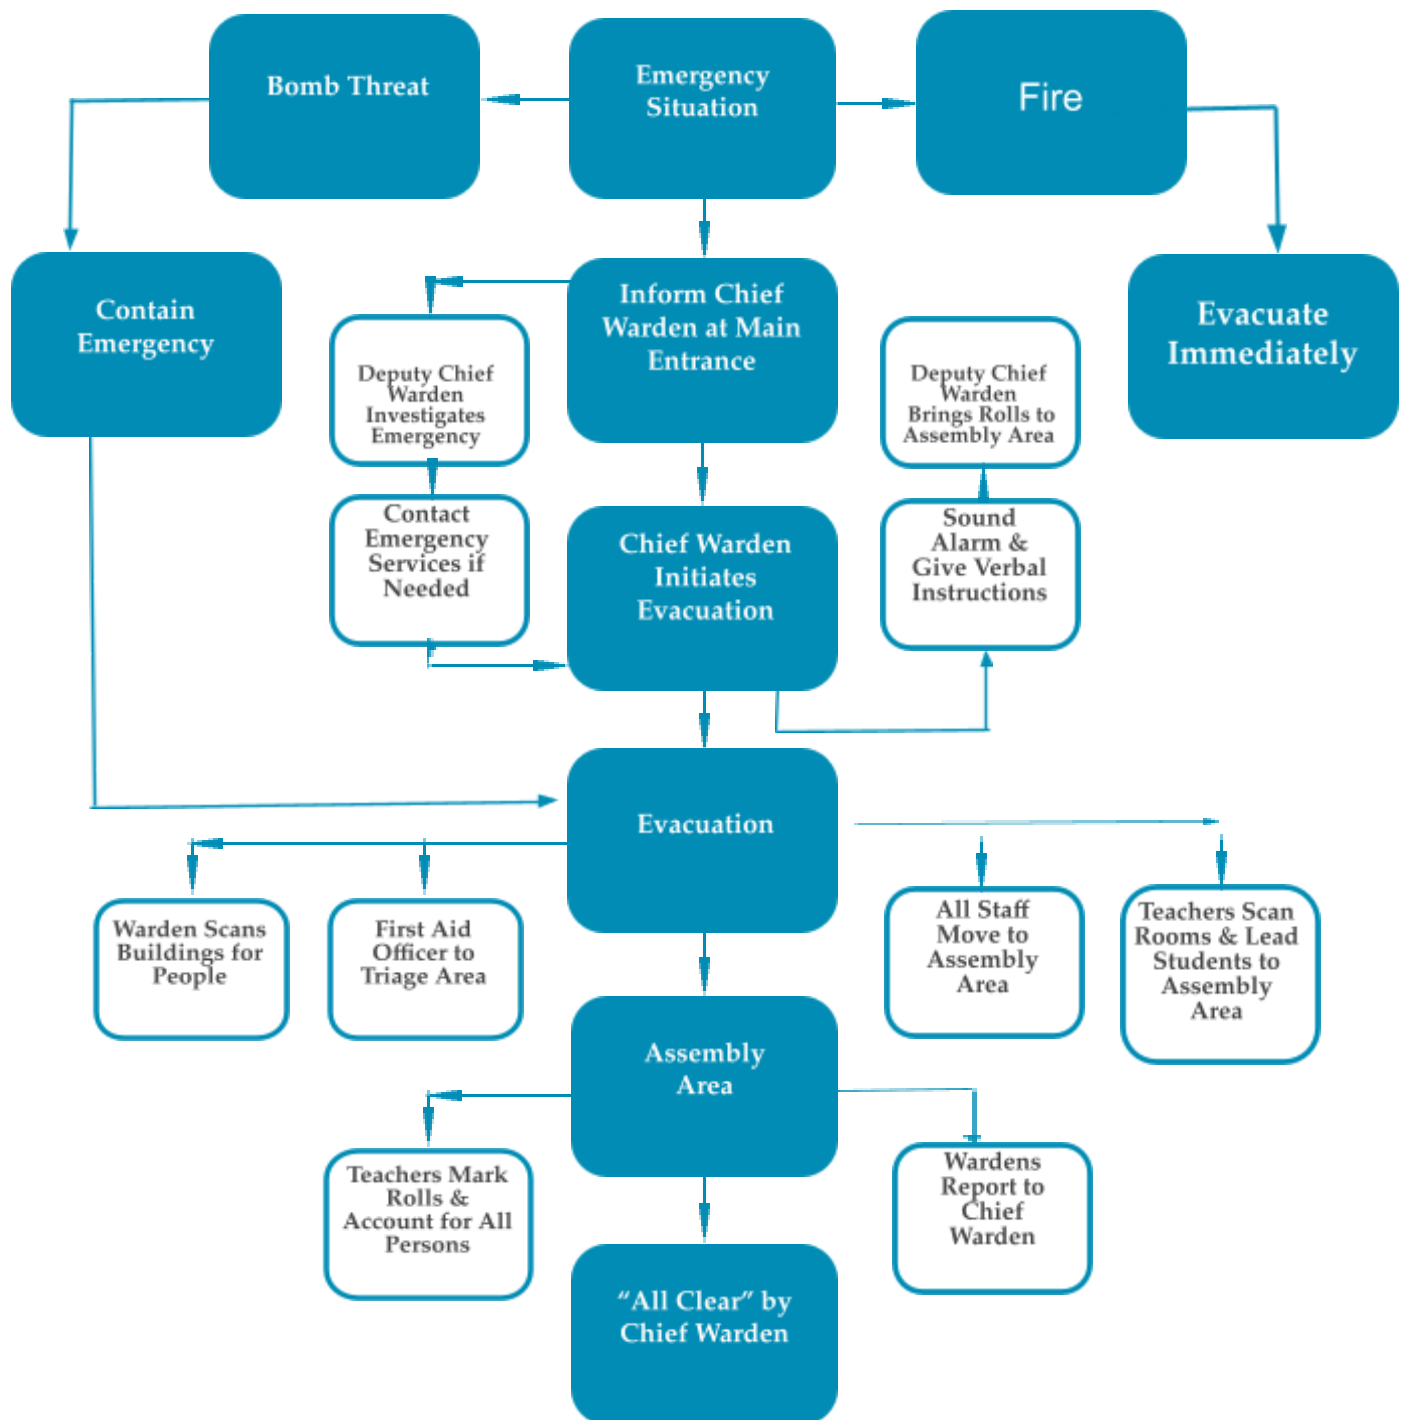 Bomb Threat
Emergency
Situation
Fire
Contain
Emergency
Inform Chief
Warden at Main
Entrance
Evacuate
Immediately
Deputy Chief
Warden
Investigates
Emergency
Deputy Chief
Warden
Brings Rolls to
Assembly Area
Contact
Emergency
Services if
Needed
Chief Warden
Initiates
Evacuation
Sound
Alarm &
Give Verbal
Instructions
Evacuation
Warden Scans
Buildings for
People
First Aid
Officer to
Triage Area
All Staff
Move to
Assembly
Area
Teachers Scan
Rooms & Lead
Students to
Assembly
Area
Assembly
Area
Teachers Mark
Rolls &
Account for All
Persons
Wardens
Report to
Chief
Warden
“All Clear” by
Chief Warden